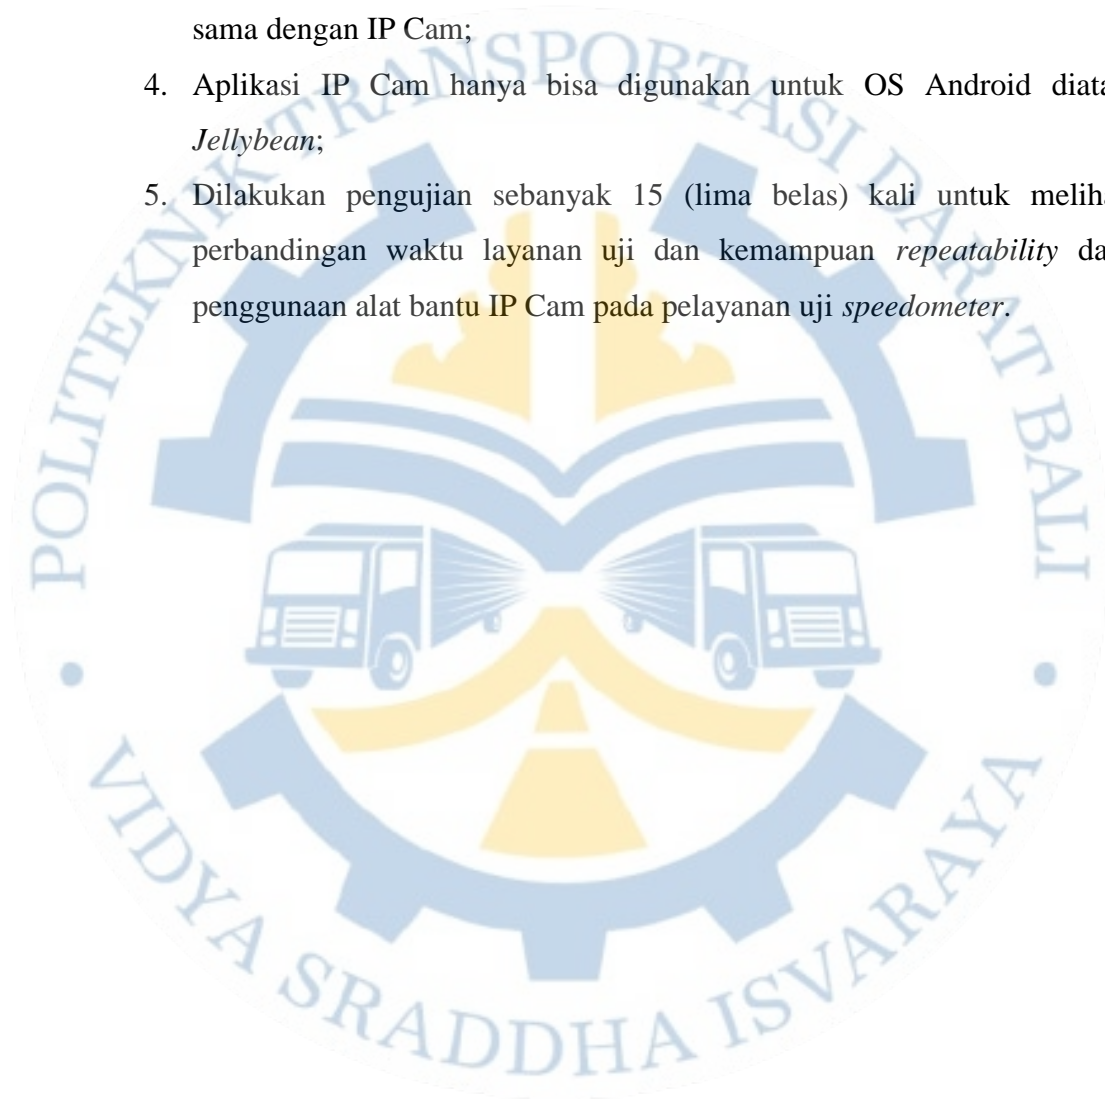 sama dengan IP Cam;
4. Aplikasi IP Cam hanya bisa digunakan untuk OS Android diata
Jellybean;
5. Dilakukan pengujian sebanyak 15 (lima belas) kali untuk meliha
perbandingan waktu layanan uji dan kemampuan repeatability da
penggunaan alat bantu IP Cam pada pelayanan uji speedometer.
POLITEKNIK TRANSPORTASI DARAT BALI
• VIDYA SRADDHA ISVARAYA •